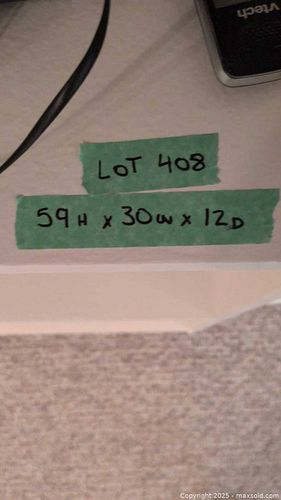 vtech
LOT 408
59H x 30W x 12D
Copyright 2025 - maxsold.com